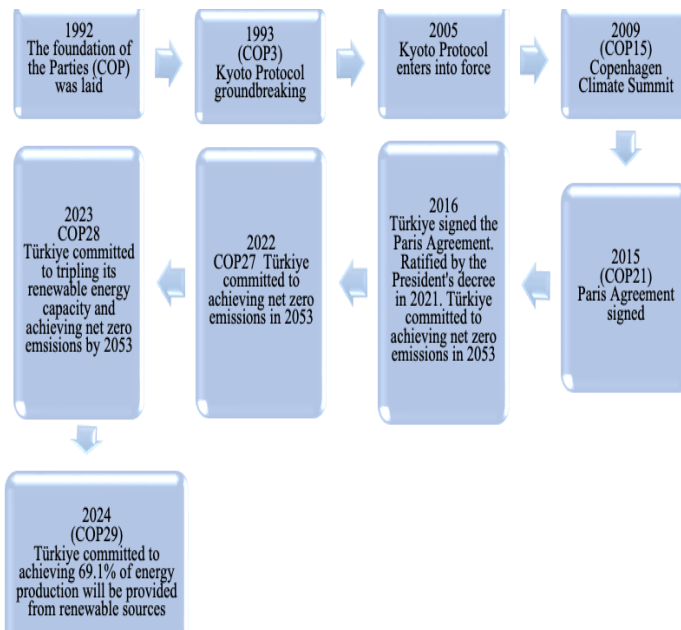 1992
The foundation of
the Parties (COP)
was laid
1993
(COP3)
Kyoto Protocol
groundbreaking
2005
Kyoto Protocol
enters into force
2009
(COP15)
Copenhagen
Climate Summit
2015
(COP21)
Paris Agreement
signed
2016
Türkiye signed the
Paris Agreement.
Ratified by the
President's decree
in 2021. Türkiye
committed to
achieving net zero
emissions in 2053
2022
COP27 Türkiye
committed to
achieving net zero
emissions in 2053
2023
COP28
Türkiye committed
to tripling its
renewable energy
capacity and
achieving net zero
emsisions by 2053
2024
(COP29)
Türkiye committed to
achieving 69.1% of energy
production will be provided
from renewable sources